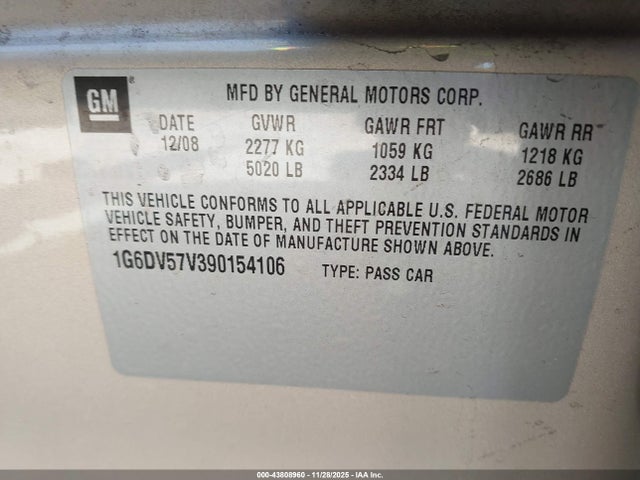 GM®
MFD BY GENERAL MOTORS CORP.
DATE GVWR GAWR FRT GAWR RR
12/08 2277 KG 1059 KG 1218 KG
5020 LB 2334 LB 2686 LB
THIS VEHICLE CONFORMS TO ALL APPLICABLE U.S. FEDERAL MOTOR
VEHICLE SAFETY, BUMPER, AND THEFT PREVENTION STANDARDS IN
EFFECT ON THE DATE OF MANUFACTURE SHOWN ABOVE.
1G6DV57V390154106 TYPE: PASS CAR
000-43808960 - 11/28/2025 - IAA Inc.